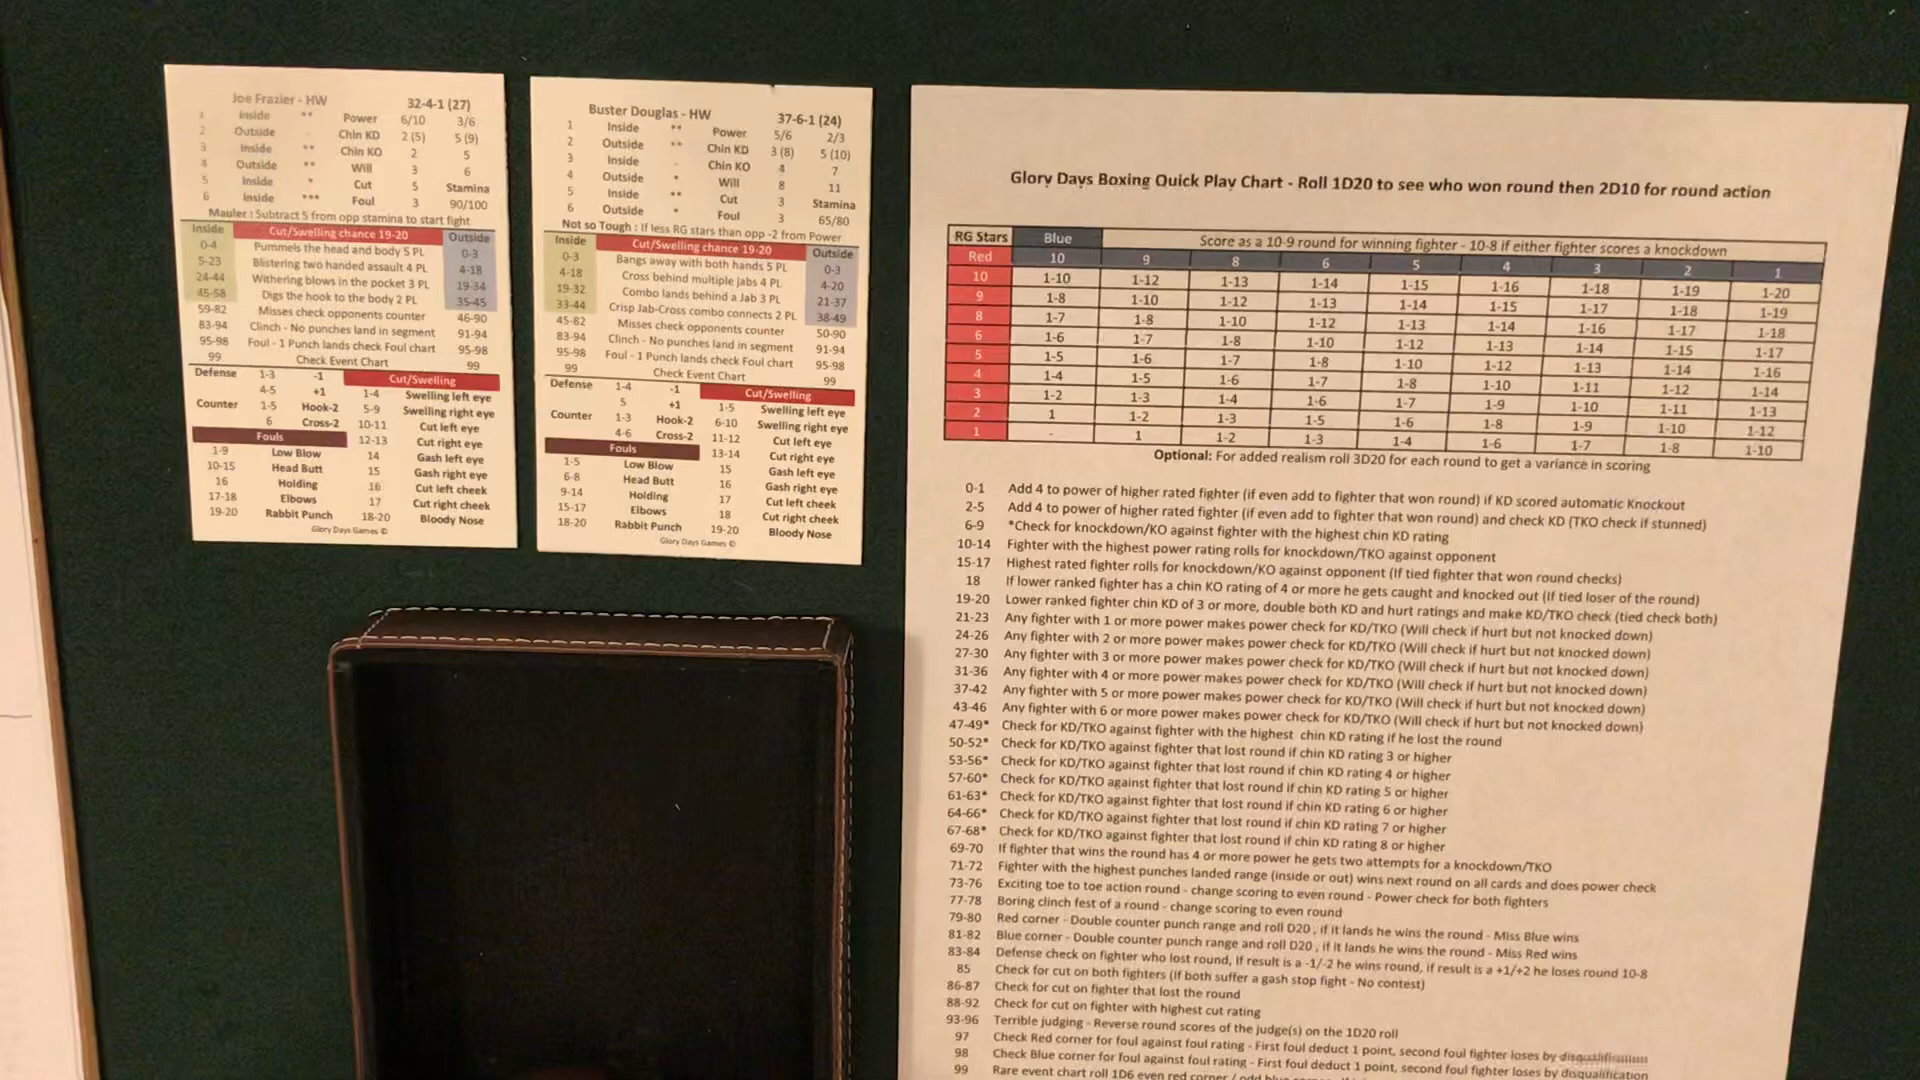 Joe Frazier - HW 32-4-1 (27)
1 Inside ** Power 6/10 3/6
2 Outside - Chin KD 2 (5) 5 (9)
3 Inside ** Chin KO 2 5
4 Outside ** Will 3 6
5 Inside * Cut 5 Stamina
6 Inside *** Foul 3 90/100
Mauler : Subtract 5 from opp stamina to start fight
Inside Cut/Swelling chance 19-20 Outside
0-4 Pummels the head and body 5 PL 0-3
5-23 Blistering two handed assault 4 PL 4-18
24-44 Withering blows in the pocket 3 PL 19-34
45-58 Digs the hook to the body 2 PL 35-45
59-82 Misses check opponents counter 46-90
83-94 Clinch - No punches land in segment 91-94
95-98 Foul - 1 Punch lands check Foul chart 95-98
99 Check Event Chart 99
Defense 1-3 -1 Cut/Swelling
4-5 +1 1-4 Swelling left eye
Counter 1-5 Hook-2 5-9 Swelling right eye
6 Cross-2 10-11 Cut left eye
Fouls 12-13 Cut right eye
1-9 Low Blow 14 Gash left eye
10-15 Head Butt 15 Gash right eye
16 Holding 16 Cut left cheek
17-18 Elbows 17 Cut right cheek
19-20 Rabbit Punch 18-20 Bloody Nose
Glory Days Games ©
Buster Douglas - HW 37-6-1 (24)
1 Inside ** Power 5/6 2/3
2 Outside ** Chin KD 3 (8) 5 (10)
3 Inside - Chin KO 4 7
4 Outside * Will 8 11
5 Inside ** Cut 3 Stamina
6 Outside * Foul 3 65/80
Not so Tough : If less RG stars than opp -2 from Power
Inside Cut/Swelling chance 19-20 Outside
0-3 Bangs away with both hands 5 PL 0-3
4-18 Cross behind multiple jabs 4 PL 4-20
19-32 Combo lands behind a Jab 3 PL 21-37
33-44 Crisp Jab-Cross combo connects 2 PL 38-49
45-82 Misses check opponents counter 50-90
83-94 Clinch - No punches land in segment 91-94
95-98 Foul - 1 Punch lands check Foul chart 95-98
99 Check Event Chart 99
Defense 1-4 -1 Cut/Swelling
5 +1 1-5 Swelling left eye
Counter 1-3 Hook-2 6-10 Swelling right eye
4-6 Cross-2 11-12 Cut left eye
Fouls 13-14 Cut right eye
1-5 Low Blow 15 Gash left eye
6-8 Head Butt 16 Gash right eye
9-14 Holding 17 Cut left cheek
15-17 Elbows 18 Cut right cheek
18-20 Rabbit Punch 19-20 Bloody Nose
Glory Days Games ©
Glory Days Boxing Quick Play Chart - Roll 1D20 to see who won round then 2D10 for round action
RG Stars Blue Score as a 10-9 round for winning fighter - 10-8 if either fighter scores a knockdown
Red 10 9 8 6 5 4 3 2 1
10 1-10 1-12 1-13 1-14 1-15 1-16 1-18 1-19 1-20
9 1-8 1-10 1-12 1-13 1-14 1-15 1-17 1-18 1-19
8 1-7 1-8 1-10 1-12 1-13 1-14 1-16 1-17 1-18
6 1-6 1-7 1-8 1-10 1-12 1-13 1-14 1-15 1-17
5 1-5 1-6 1-7 1-8 1-10 1-12 1-13 1-14 1-16
4 1-4 1-5 1-6 1-7 1-8 1-10 1-11 1-12 1-14
3 1-2 1-3 1-4 1-6 1-7 1-9 1-10 1-11 1-13
2 1 1-2 1-3 1-5 1-6 1-8 1-9 1-10 1-12
1 - 1 1-2 1-3 1-4 1-6 1-7 1-8 1-10
Optional: For added realism roll 3D20 for each round to get a variance in scoring
0-1 Add 4 to power of higher rated fighter (if even add to fighter that won round) if KD scored automatic Knockout
2-5 Add 4 to power of higher rated fighter (if even add to fighter that won round) and check KD (TKO check if stunned)
6-9 *Check for knockdown/KO against fighter with the highest chin KD rating
10-14 Fighter with the highest power rating rolls for knockdown/TKO against opponent
15-17 Highest rated fighter rolls for knockdown/KO against opponent (If tied fighter that won round checks)
18 If lower ranked fighter has a chin KO rating of 4 or more he gets caught and knocked out (If tied loser of the round)
19-20 Lower ranked fighter chin KD of 3 or more, double both KD and hurt ratings and make KD/TKO check (tied check both)
21-23 Any fighter with 1 or more power makes power check for KD/TKO (Will check if hurt but not knocked down)
24-26 Any fighter with 2 or more power makes power check for KD/TKO (Will check if hurt but not knocked down)
27-30 Any fighter with 3 or more power makes power check for KD/TKO (Will check if hurt but not knocked down)
31-36 Any fighter with 4 or more power makes power check for KD/TKO (Will check if hurt but not knocked down)
37-42 Any fighter with 5 or more power makes power check for KD/TKO (Will check if hurt but not knocked down)
43-46 Any fighter with 6 or more power makes power check for KD/TKO (Will check if hurt but not knocked down)
47-49* Check for KD/TKO against fighter with the highest chin KD rating if he lost the round
50-52* Check for KD/TKO against fighter that lost round if chin KD rating 3 or higher
53-56* Check for KD/TKO against fighter that lost round if chin KD rating 4 or higher
57-60* Check for KD/TKO against fighter that lost round if chin KD rating 5 or higher
61-63* Check for KD/TKO against fighter that lost round if chin KD rating 6 or higher
64-66* Check for KD/TKO against fighter that lost round if chin KD rating 7 or higher
67-68* Check for KD/TKO against fighter that lost round if chin KD rating 8 or higher
69-70 If fighter that wins the round has 4 or more power he gets two attempts for a knockdown/TKO
71-72 Fighter with the highest punches landed range (inside or out) wins next round on all cards and does power check
73-76 Exciting toe to toe action round - change scoring to even round - Power check for both fighters
77-78 Boring clinch fest of a round - change scoring to even round
79-80 Red corner - Double counter punch range and roll D20 , if it lands he wins the round - Miss Blue wins
81-82 Blue corner - Double counter punch range and roll D20 , if it lands he wins the round - Miss Red wins
83-84 Defense check on fighter who lost round, if result is a -1/-2 he wins round, if result is a +1/+2 he loses round 10-8
85 Check for cut on both fighters (If both suffer a gash stop fight - No contest)
86-87 Check for cut on fighter that lost the round
88-92 Check for cut on fighter with highest cut rating
93-96 Terrible judging - Reverse round scores of the judge(s) on the 1D20 roll
97 Check Red corner for foul against foul rating - First foul deduct 1 point, second foul fighter loses by disqualification
98 Check Blue corner for foul against foul rating - First foul deduct 1 point, second foul fighter loses by disqualification
99 Rare event chart roll 1D6 even red corner / odd blue